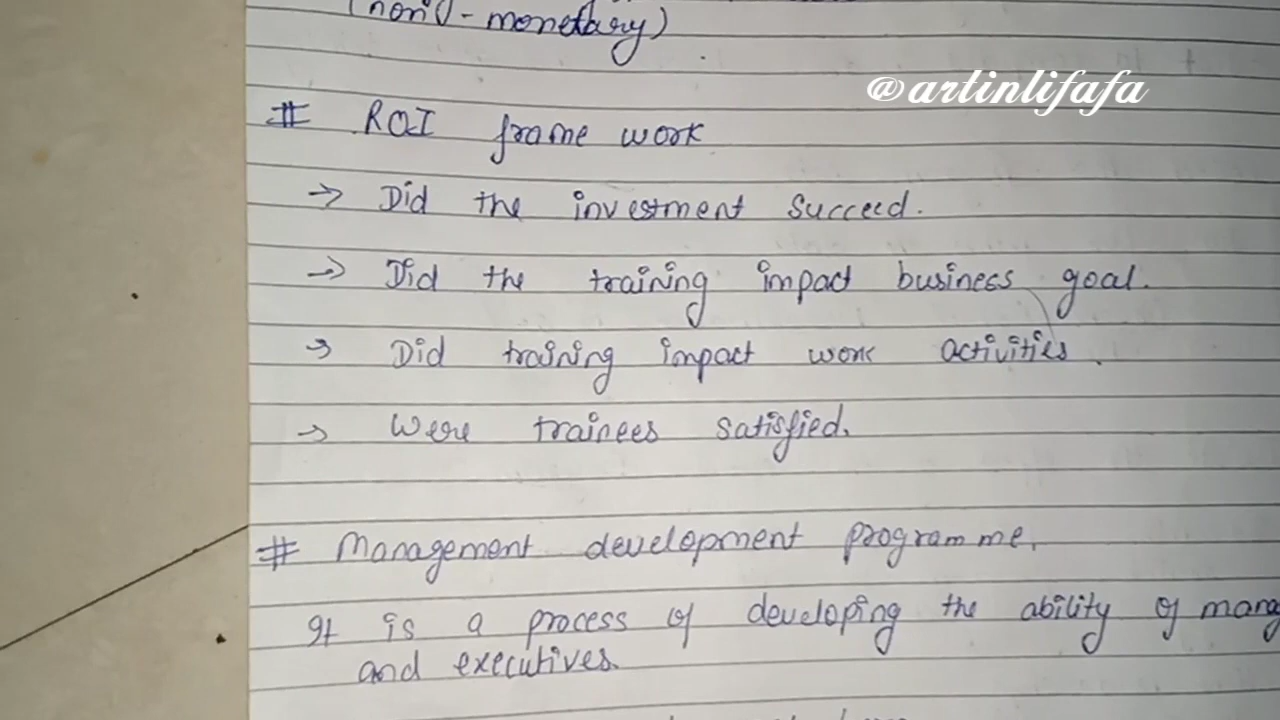 monetary)
@artinlifafa
# ROI frame work
→ Did the investment succeed.
→ Did the training impact business goal.
→ Did training impact work activities.
→ Were trainees satisfied.
# Management development programme.
It is a process of developing the ability of mang
and executives.